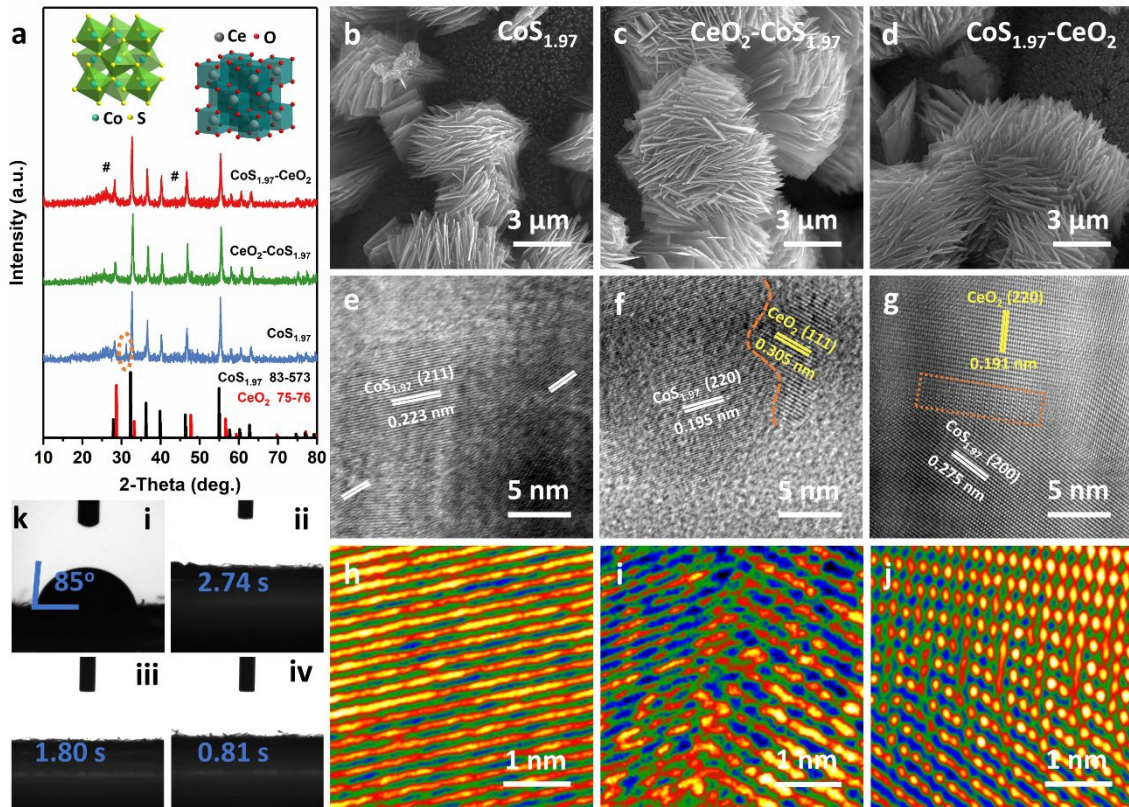 a
Ce
O
Co
S
#
#
CoS1.97-CeO2
CeO2-CoS1.97
CoS1.97
CoS1.97 83-573
CeO2 75-76
Intensity (a.u.)
10 20 30 40 50 60 70 80
2-Theta (deg.)
b
CoS1.97
3 μm
c
CeO2-CoS1.97
3 μm
d
CoS1.97-CeO2
3 μm
e
CoS1.97 (211)
0.223 nm
5 nm
f
CeO2 (111)
0.305 nm
CoS1.97 (220)
0.195 nm
5 nm
g
CeO2 (220)
0.191 nm
CoS1.97 (200)
0.275 nm
5 nm
k
i
85°
ii
2.74 s
iii
1.80 s
iv
0.81 s
h
1 nm
i
1 nm
j
1 nm